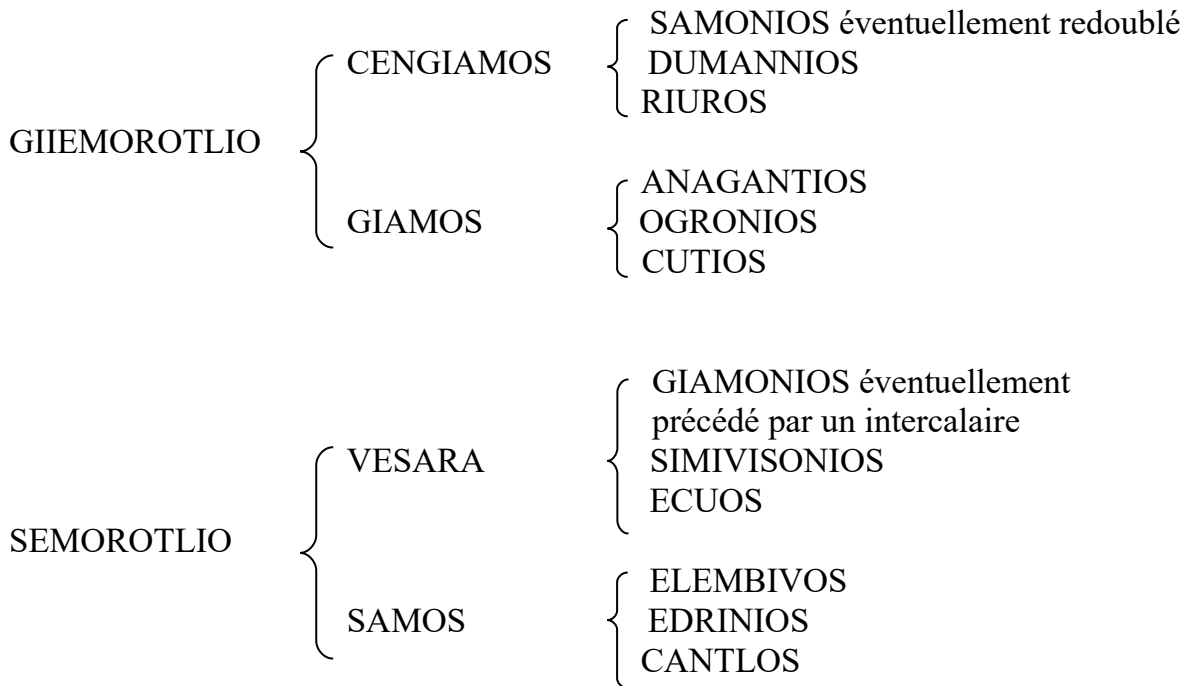 SAMONIOS éventuellement redoublé
CENGIAMOS
DUMANNIOS
RIUROS
GIIEMOROTLIO
ANAGANTIOS
GIAMOS
OGRONIOS
CUTIOS
GIAMONIOS éventuellement
précédé par un intercalaire
VESARA
SIMIVISONIOS
ECUOS
SEMOROTLIO
ELEMBIVOS
SAMOS
EDRINIOS
CANTLOS